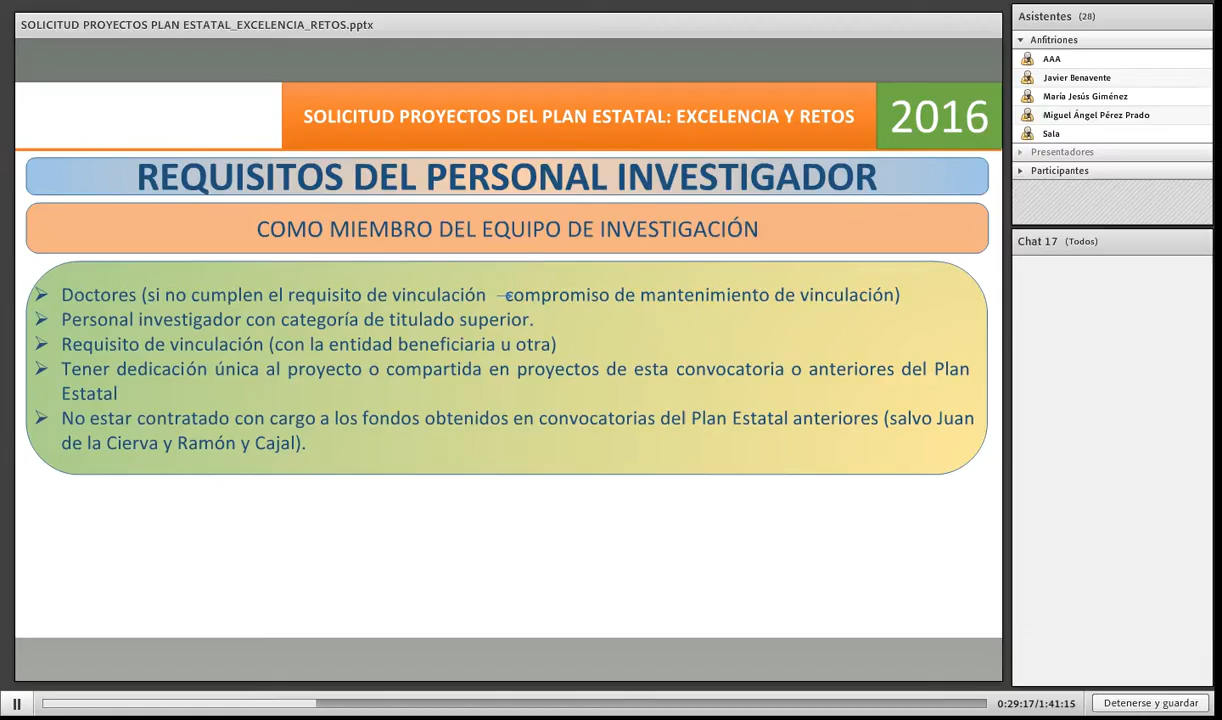 SOLICITUD PROYECTOS PLAN ESTATAL_EXCELENCIA_RETOS.pptx
SOLICITUD PROYECTOS DEL PLAN ESTATAL: EXCELENCIA Y RETOS
2016
REQUISITOS DEL PERSONAL INVESTIGADOR
COMO MIEMBRO DEL EQUIPO DE INVESTIGACIÓN
➢ Doctores (si no cumplen el requisito de vinculación → compromiso de mantenimiento de vinculación)
➢ Personal investigador con categoría de titulado superior.
➢ Requisito de vinculación (con la entidad beneficiaria u otra)
➢ Tener dedicación única al proyecto o compartida en proyectos de esta convocatoria o anteriores del Plan
Estatal
➢ No estar contratado con cargo a los fondos obtenidos en convocatorias del Plan Estatal anteriores (salvo Juan
de la Cierva y Ramón y Cajal).
Asistentes (28)
Anfitriones
AAA
Javier Benavente
María Jesús Giménez
Miguel Ángel Pérez Prado
Sala
Presentadores
Participantes
Chat 17 (Todos)
0:29:17/1:41:15
Detenerse y guardar